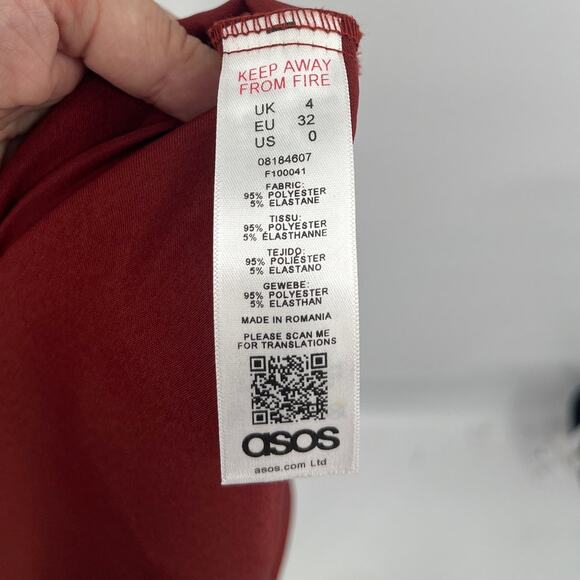 KEEP AWAY
FROM FIRE
UK 4
EU 32
US 0
08184607
F100041
FABRIC:
95% POLYESTER
5% ELASTANE
TISSU:
95% POLYESTER
5% ÉLASTHANNE
TEJIDO:
95% POLIÉSTER
5% ELASTANO
GEWEBE:
95% POLYESTER
5% ELASTHAN
MADE IN ROMANIA
PLEASE SCAN ME
FOR TRANSLATIONS
asos
asos.com Ltd